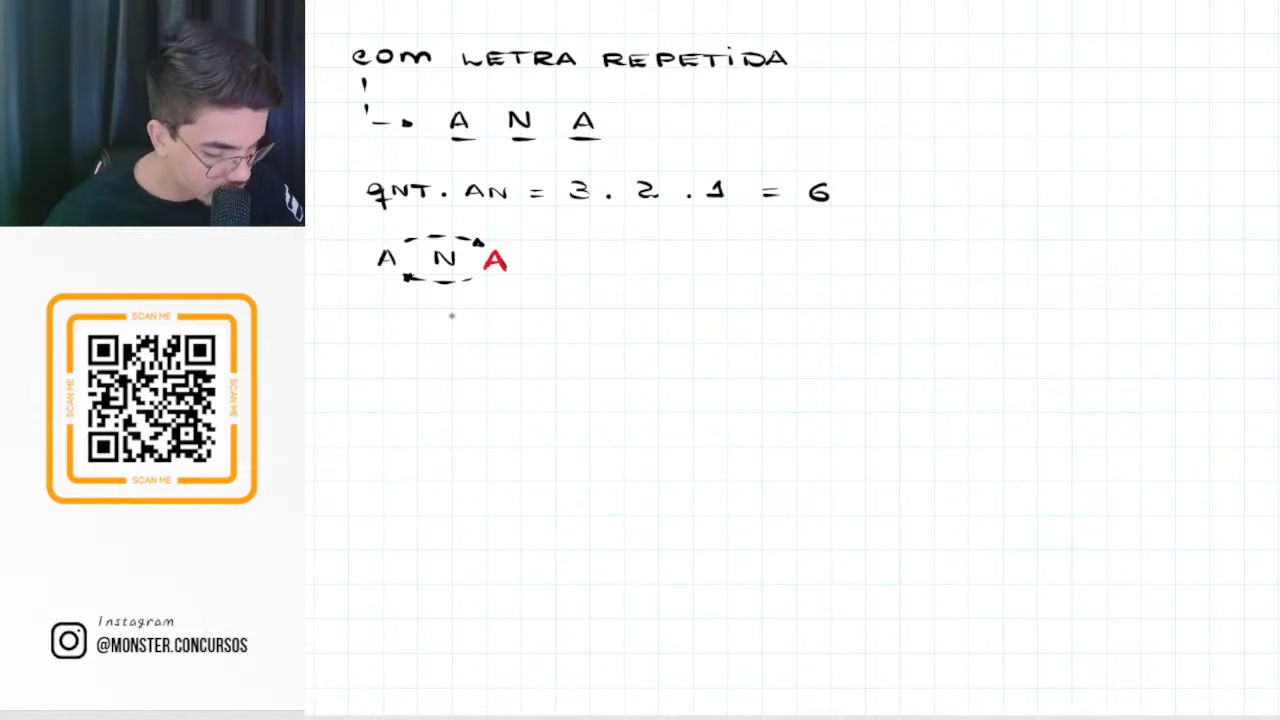 COM LETRA REPETIDA
A N A
QNT. AN = 3 . 2 . 1 = 6
A N A
SCAN ME
SCAN ME
SCAN ME
SCAN ME
Instagram
@MONSTER.CONCURSOS